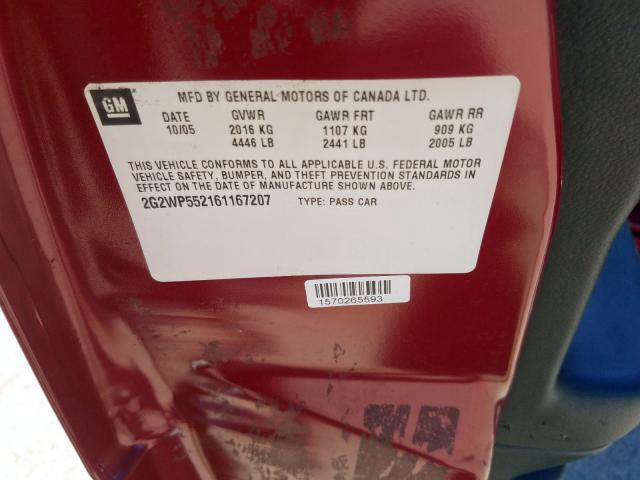 GM
MFD BY GENERAL MOTORS OF CANADA LTD.
DATE GVWR GAWR FRT GAWR RR
10/05 2016 KG 1107 KG 909 KG
4446 LB 2441 LB 2005 LB
THIS VEHICLE CONFORMS TO ALL APPLICABLE U.S. FEDERAL MOTOR
VEHICLE SAFETY, BUMPER, AND THEFT PREVENTION STANDARDS IN
EFFECT ON THE DATE OF MANUFACTURE SHOWN ABOVE.
2G2WP552161167207 TYPE: PASS CAR
1570265593